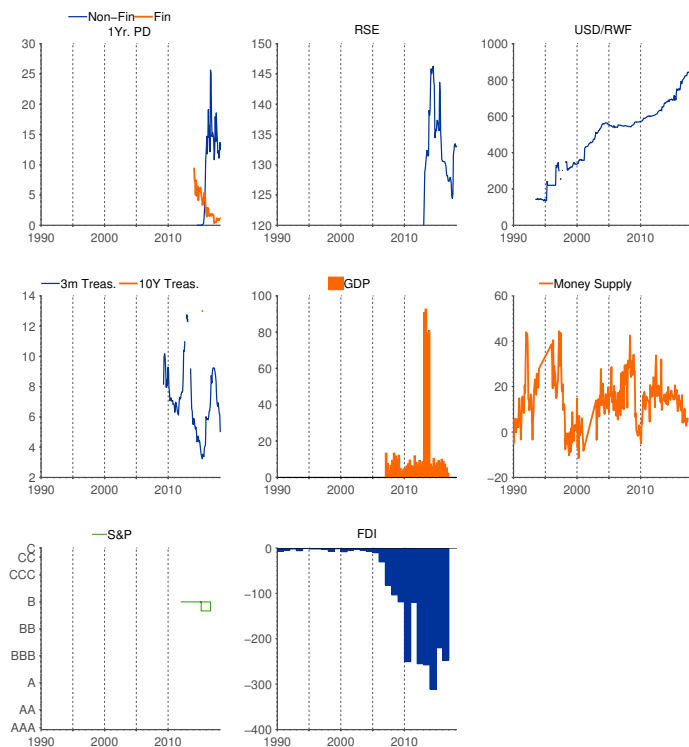 Non−Fin Fin
1Yr. PD
30
25
20
15
10
5
0
1990 2000 2010
RSE
150
145
140
135
130
125
120
1990 2000 2010
USD/RWF
1000
800
600
400
200
0
1990 2000 2010
3m Treas. 10Y Treas.
14
12
10
8
6
4
2
1990 2000 2010
GDP
100
80
60
40
20
0
1990 2000 2010
Money Supply
60
40
20
0
−20
1990 2000 2010
S&P
C
CC
CCC
B
BB
BBB
A
AA
AAA
1990 2000 2010
FDI
0
−100
−200
−300
−400
1990 2000 2010